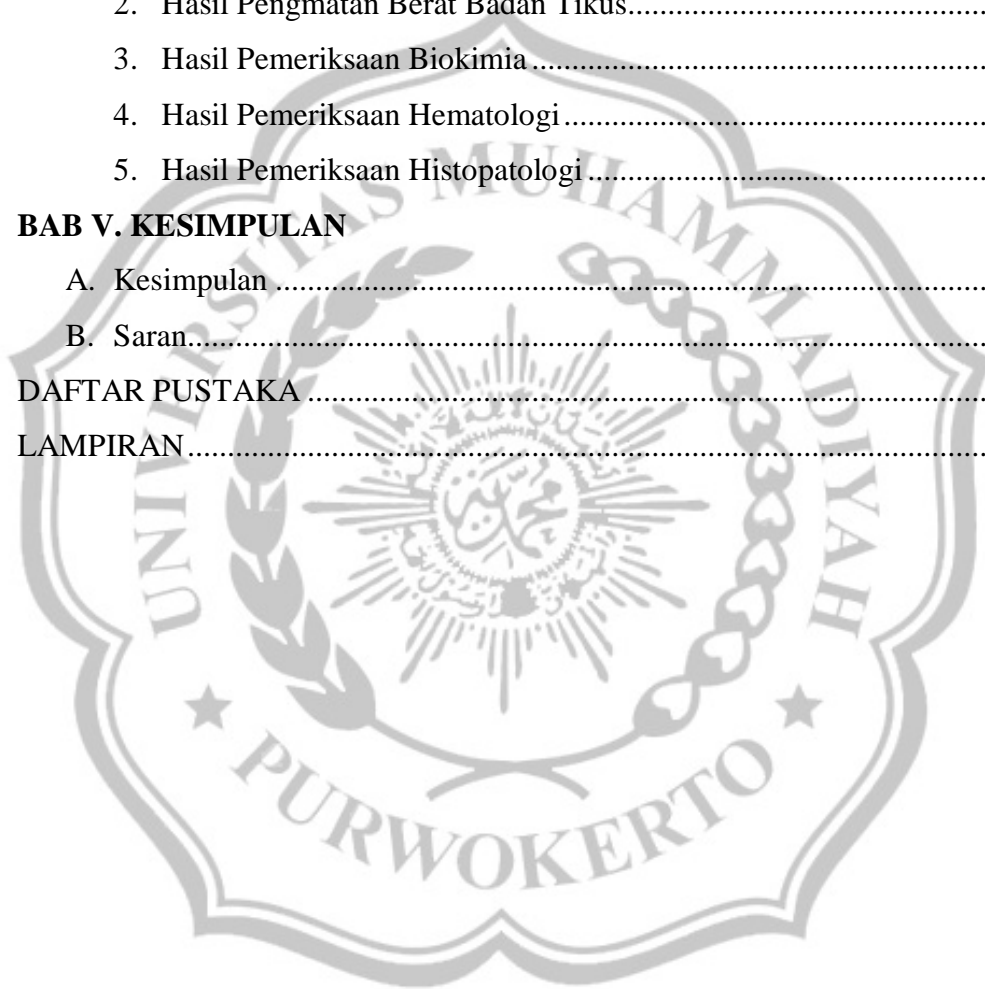 2. Hasil Pengmatan Berat Badan Tikus.....................................................
3. Hasil Pemeriksaan Biokimia.................................................................
4. Hasil Pemeriksaan Hematologi.............................................................
5. Hasil Pemeriksaan Histopatologi..........................................................
BAB V. KESIMPULAN
A. Kesimpulan..........................................................................................
B. Saran.....................................................................................................
DAFTAR PUSTAKA...................................................................................
LAMPIRAN..................................................................................................
UNIVERSITAS MUHAMMADIYAH
PURWOKERTO